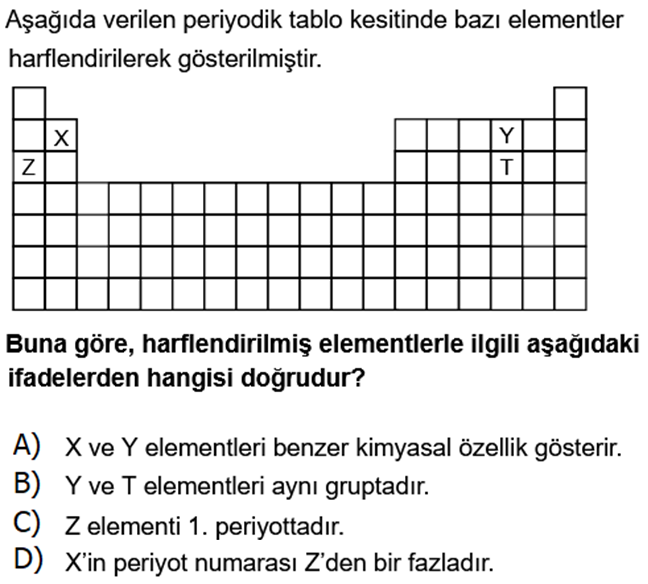 Aşağıda verilen periyodik tablo kesitinde bazı elementler
harflendirilerek gösterilmiştir.
X
Y
Z
T
Buna göre, harflendirilmiş elementlerle ilgili aşağıdaki
ifadelerden hangisi doğrudur?
A) X ve Y elementleri benzer kimyasal özellik gösterir.
B) Y ve T elementleri aynı gruptadır.
C) Z elementi 1. periyottadır.
D) X’in periyot numarası Z’den bir fazladır.